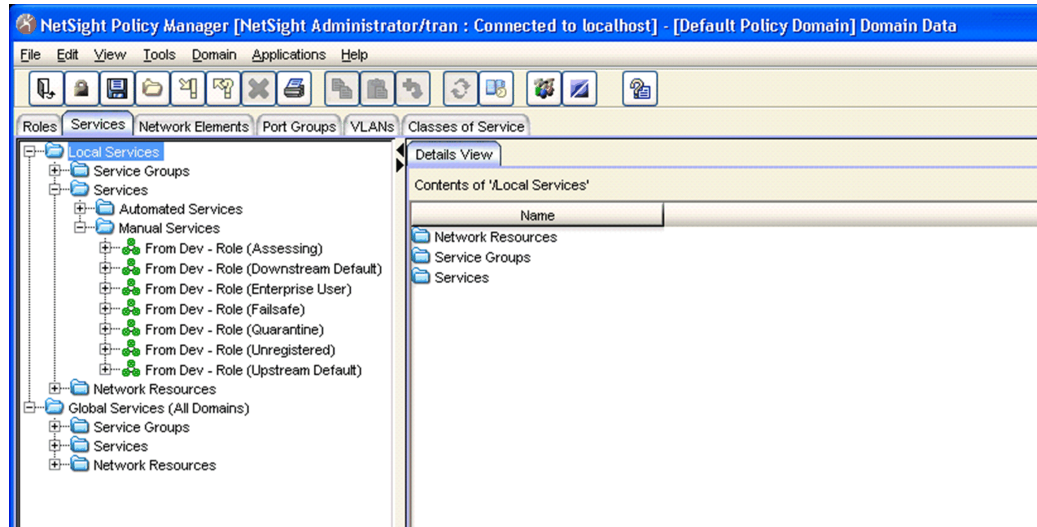 NetSight Policy Manager [NetSight Administrator/tran : Connected to localhost] - [Default Policy Domain] Domain Data
File Edit View Tools Domain Applications Help
Roles Services Network Elements Port Groups VLANs Classes of Service
Local Services
Service Groups
Services
Automated Services
Manual Services
From Dev - Role (Assessing)
From Dev - Role (Downstream Default)
From Dev - Role (Enterprise User)
From Dev - Role (Failsafe)
From Dev - Role (Quarantine)
From Dev - Role (Unregistered)
From Dev - Role (Upstream Default)
Network Resources
Global Services (All Domains)
Service Groups
Services
Network Resources
Details View
Contents of '/Local Services'
Name
Network Resources
Service Groups
Services